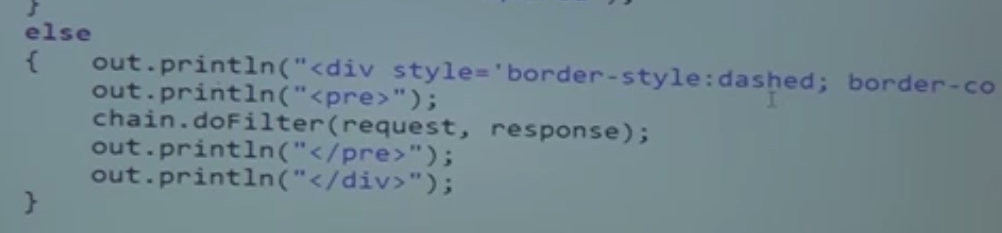 }
else
{    out.println("<div style='border-style:dashed; border-co
out.println("<pre>");
chain.doFilter(request, response);
out.println("</pre>");
out.println("</div>");
}